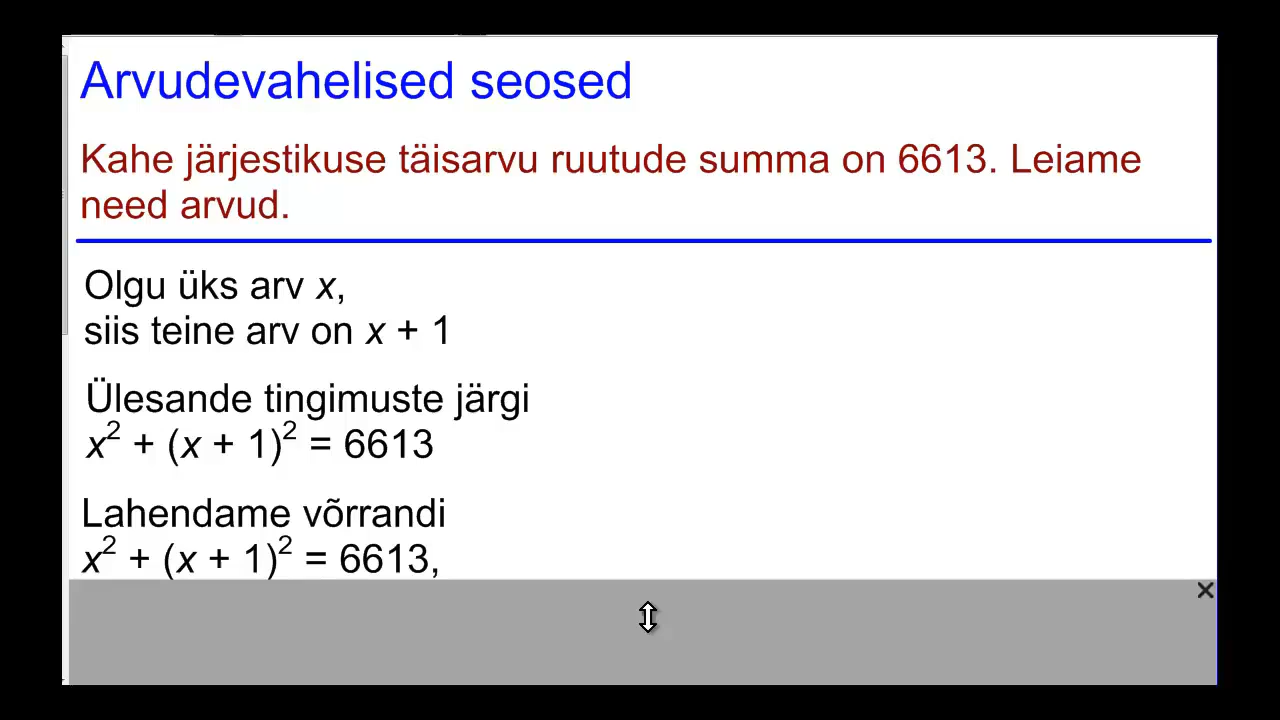 Arvudevahelised seosed
Kahe järjestikuse täisarvu ruutude summa on 6613. Leiame
need arvud.
Olgu üks arv x,
siis teine arv on x + 1
Ülesande tingimuste järgi
x² + (x + 1)² = 6613
Lahendame võrrandi
x² + (x + 1)² = 6613,